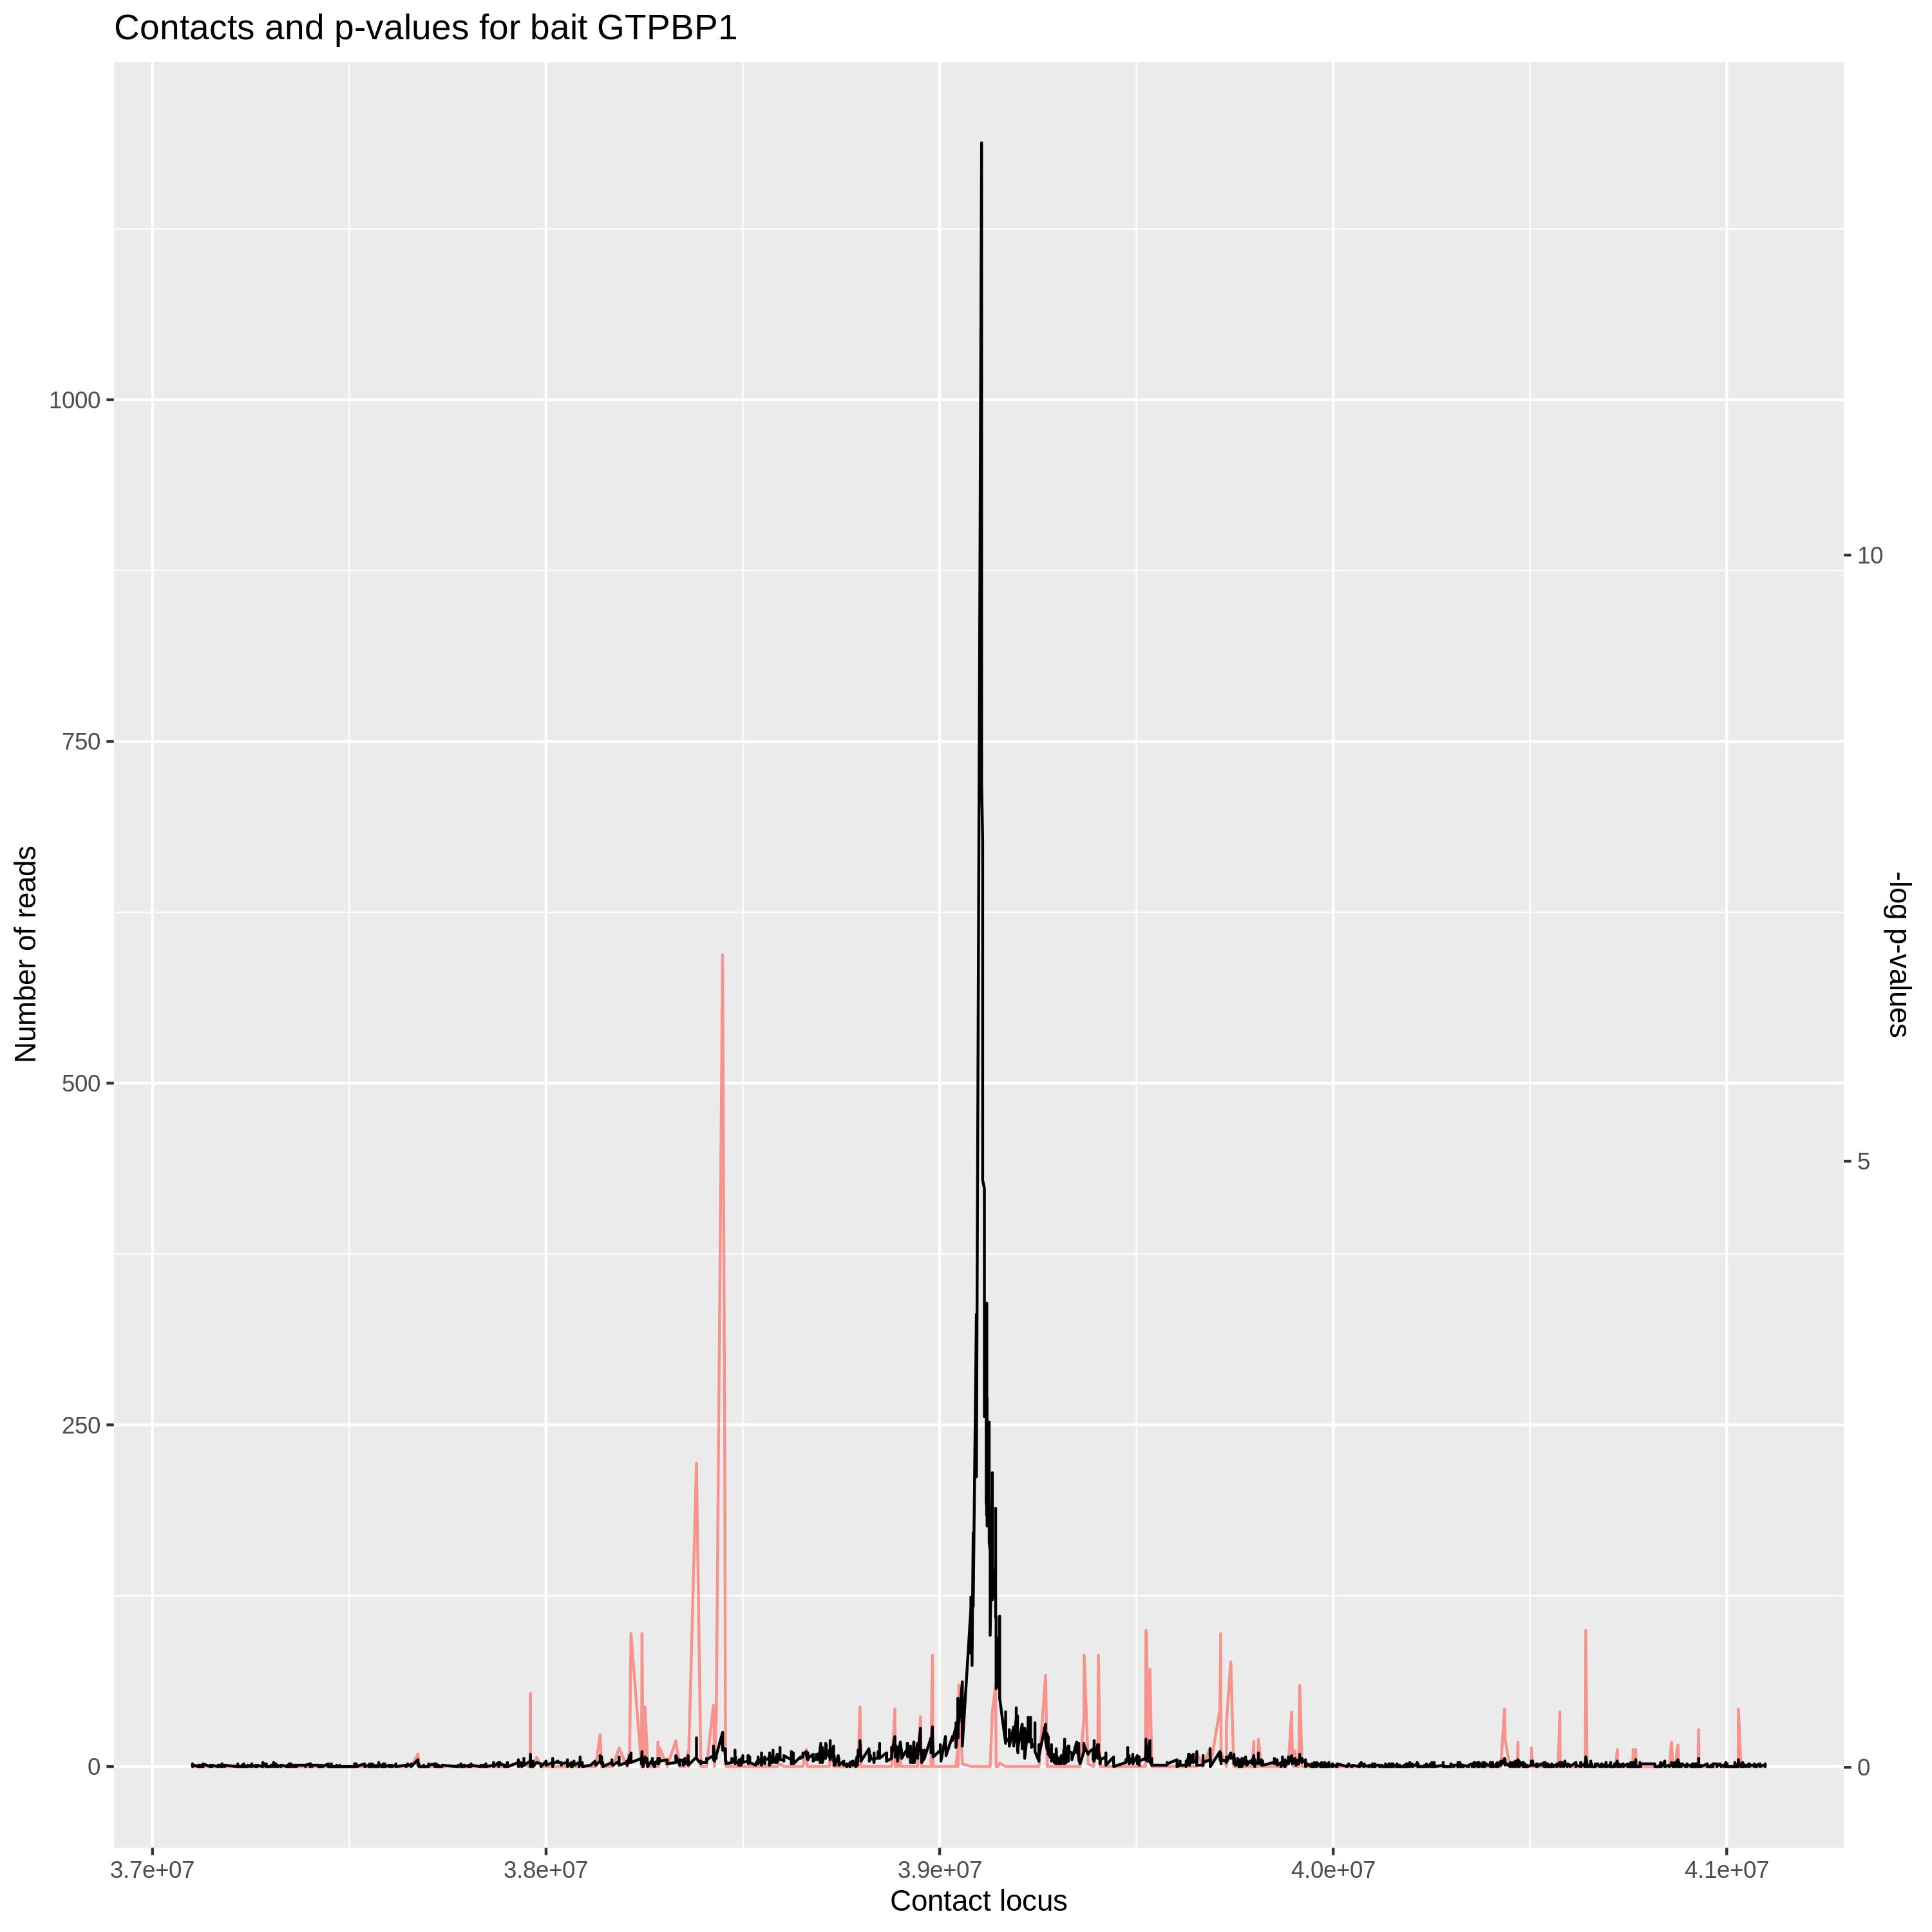 Contacts and p-values for bait GTPBP1
1000
750
500
250
0
Number of reads
10
5
0
-log p-values
3.7e+07
3.8e+07
3.9e+07
4.0e+07
4.1e+07
Contact locus